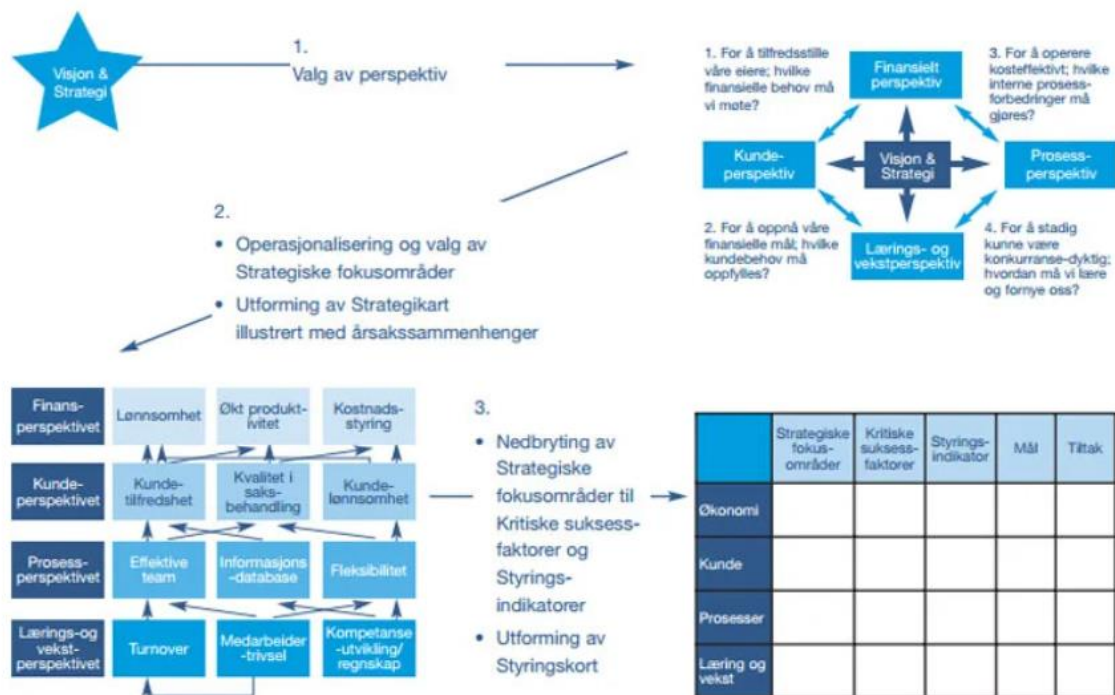 Visjon &
Strategi
1.
Valg av perspektiv
1. For å tilfredsstille
våre eiere; hvilke
finansielle behov må
vi møte?
Finansielt
perspektiv
3. For å operere
kosteffektivt; hvilke
interne prosess-
forbedringer må
gjøres?
Kunde-
perspektiv
Visjon &
Strategi
Prosess-
perspektiv
2. For å oppnå våre
finansielle mål; hvilke
kundebehov må
oppfylles?
Lærings- og
vekstperspektiv
4. For å stadig
kunne være
konkurranse-dyktig;
hvordan må vi lære
og fornye oss?
2.
• Operasjonalisering og valg av
Strategiske fokusområder
• Utforming av Strategikart
illustrert med årsakssammenhenger
Finans-
perspektivet
Lønnsomhet
Økt produkt-
ivitet
Kostnads-
styring
Kunde-
perspektivet
Kunde-
tilfredshet
Kvalitet i
saks-
behandling
Kunde-
lønnsomhet
Prosess-
perspektivet
Effektive
team
Informasjons
-database
Fleksibilitet
Lærings-og
vekst-
perspektivet
Turnover
Medarbeider
-trivsel
Kompetanse
-utvikling/
regnskap
3.
• Nedbryting av
Strategiske
fokusområder til
Kritiske suksess-
faktorer og
Styrings-
indikatorer
• Utforming av
Styringskort
Strategiske
fokus-
områder
Kritiske
suksess-
faktorer
Styrings-
indikator
Mål
Tiltak
Økonomi
Kunde
Prosesser
Læring og
vekst